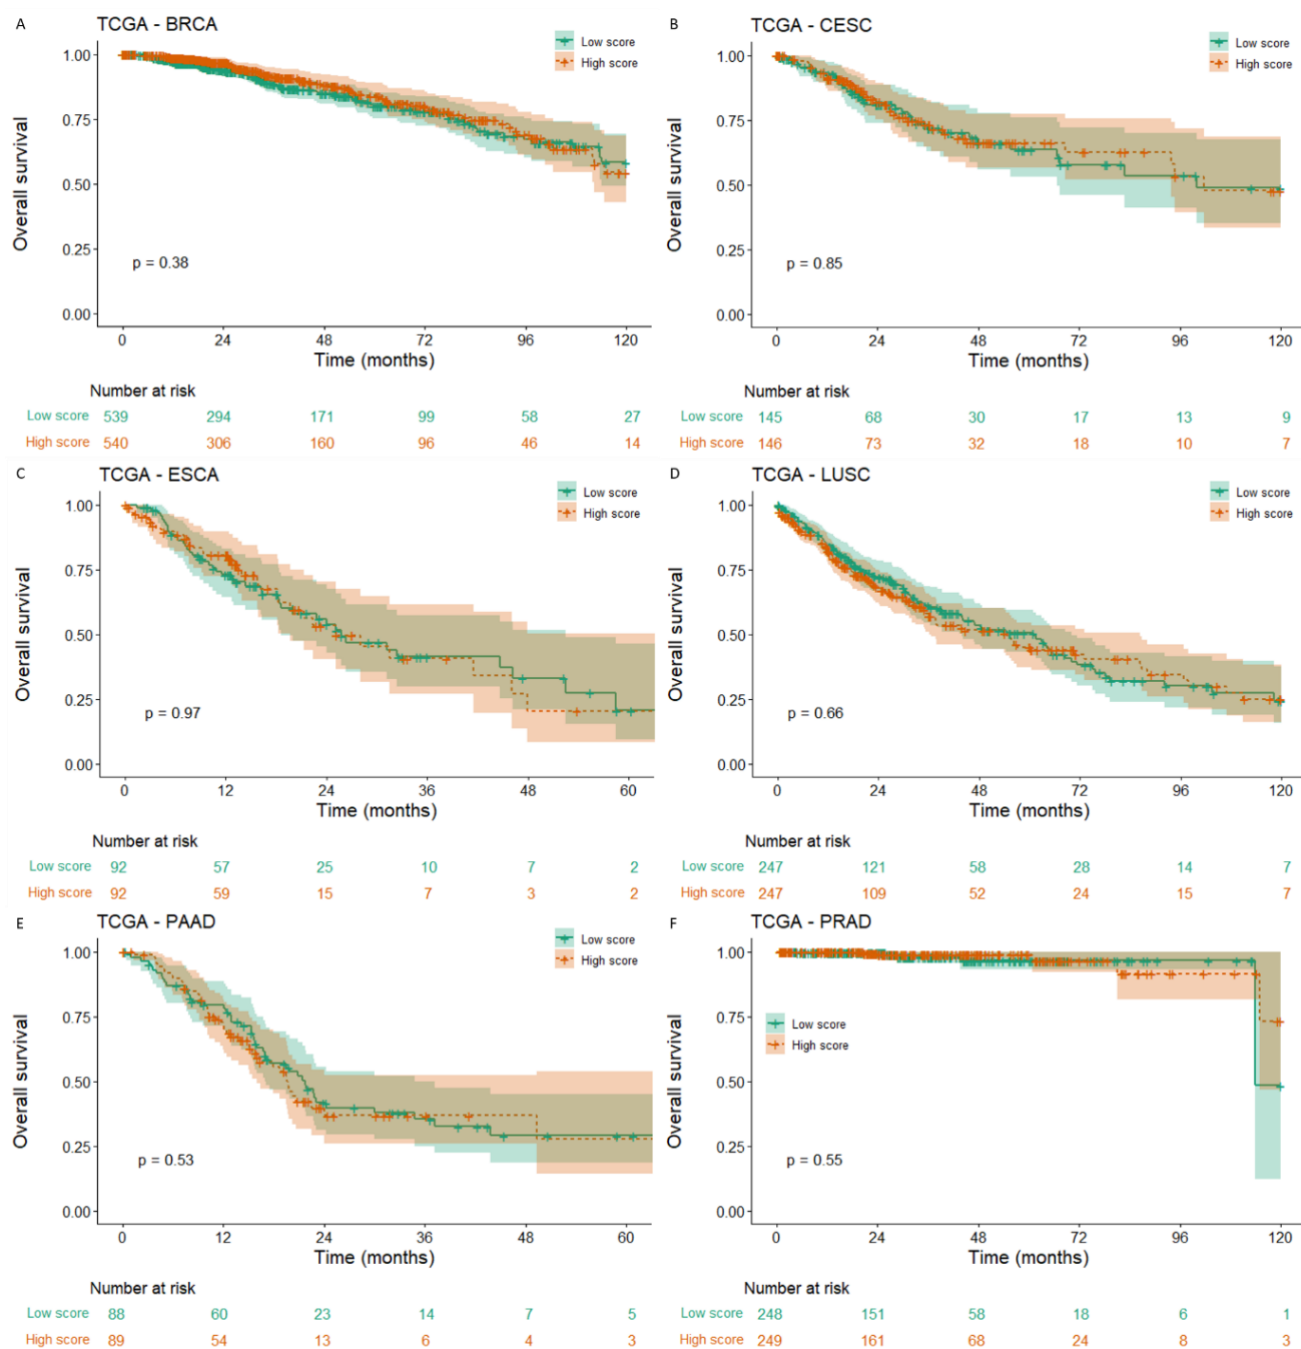 A
TCGA - BRCA
Low score
High score
1.00
0.75
0.50
0.25
0.00
Overall survival
p = 0.38
0 24 48 72 96 120
Time (months)
Number at risk
Low score 539 294 171 99 58 27
High score 540 306 160 96 46 14
B
TCGA - CESC
Low score
High score
1.00
0.75
0.50
0.25
0.00
Overall survival
p = 0.85
0 24 48 72 96 120
Time (months)
Number at risk
Low score 145 68 30 17 13 9
High score 146 73 32 18 10 7
C
TCGA - ESCA
Low score
High score
1.00
0.75
0.50
0.25
0.00
Overall survival
p = 0.97
0 12 24 36 48 60
Time (months)
Number at risk
Low score 92 57 25 10 7 2
High score 92 59 15 7 3 2
D
TCGA - LUSC
Low score
High score
1.00
0.75
0.50
0.25
0.00
Overall survival
p = 0.66
0 24 48 72 96 120
Time (months)
Number at risk
Low score 247 121 58 28 14 7
High score 247 109 52 24 15 7
E
TCGA - PAAD
Low score
High score
1.00
0.75
0.50
0.25
0.00
Overall survival
p = 0.53
0 12 24 36 48 60
Time (months)
Number at risk
Low score 88 60 23 14 7 5
High score 89 54 13 6 4 3
F
TCGA - PRAD
1.00
0.75
0.50
0.25
0.00
Overall survival
Low score
High score
p = 0.55
0 24 48 72 96 120
Time (months)
Number at risk
Low score 248 151 58 18 6 1
High score 249 161 68 24 8 3